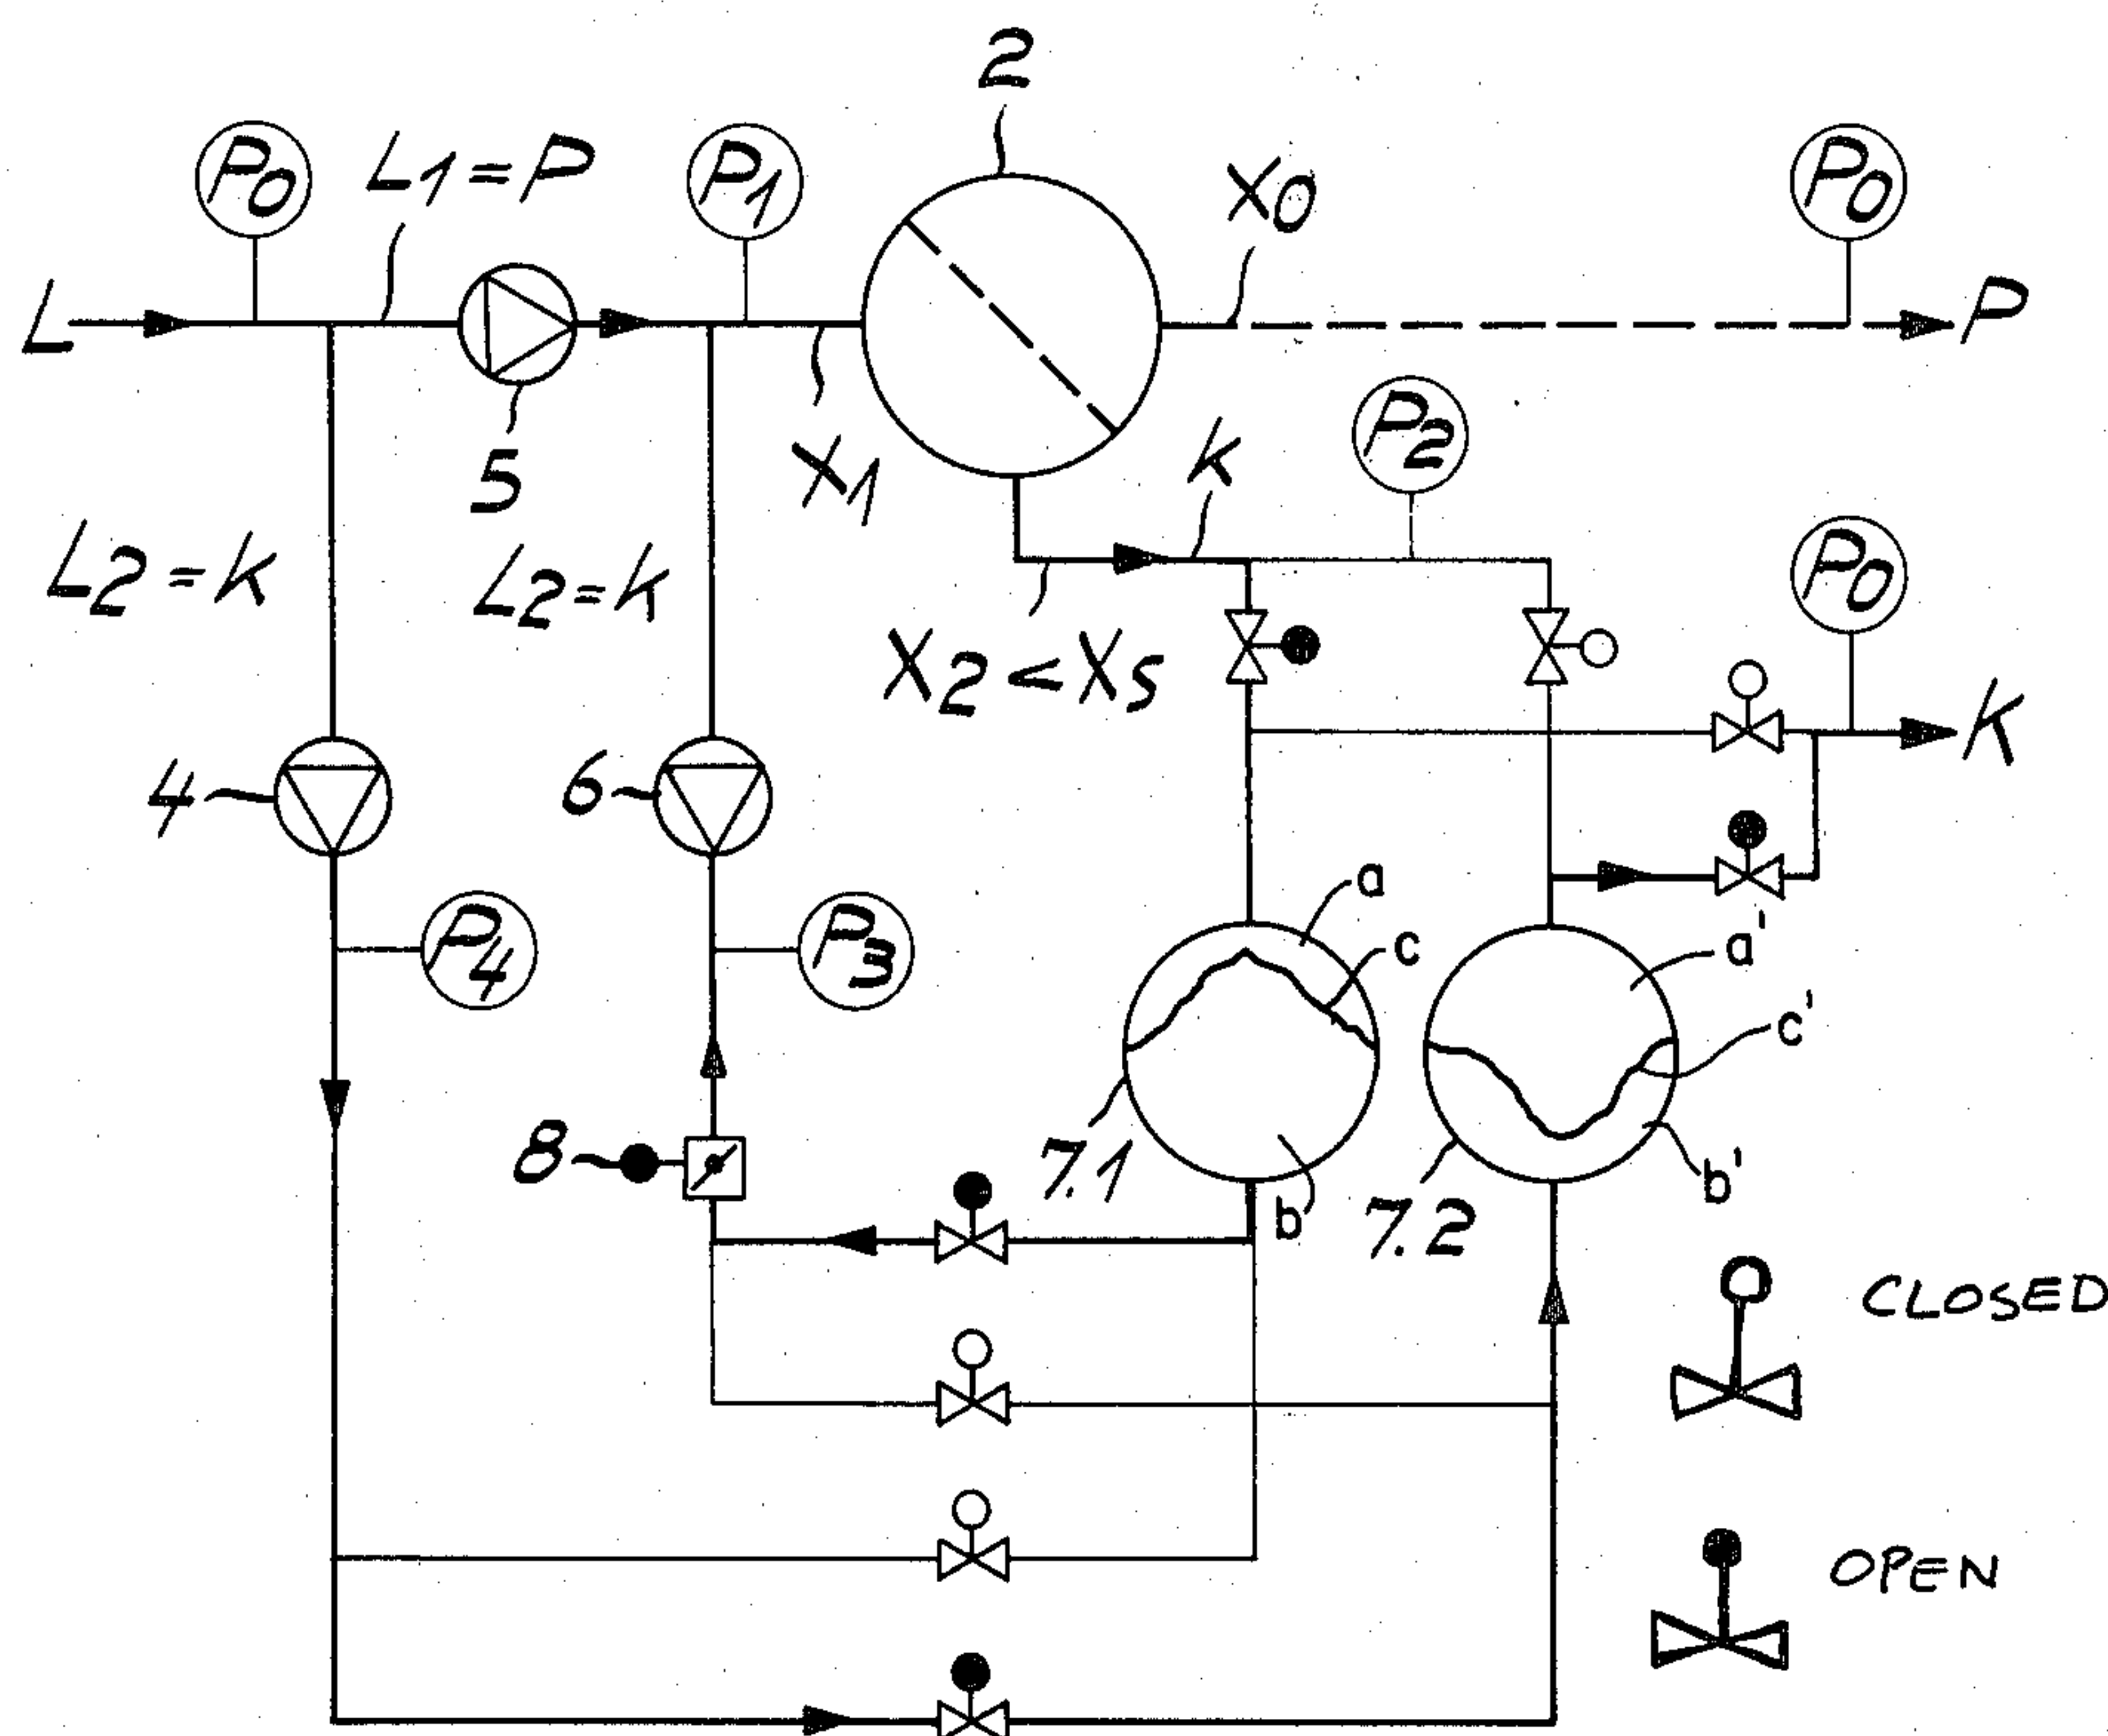 2
P0
L1=P
P1
X0
P0
L
P
5
X1
k
P2
L2=k
L2=k
P0
X2<Xs
K
4
6
a
P4
P3
c
a'
c'
8
7.1
b
7.2
b'
CLOSED
OPEN